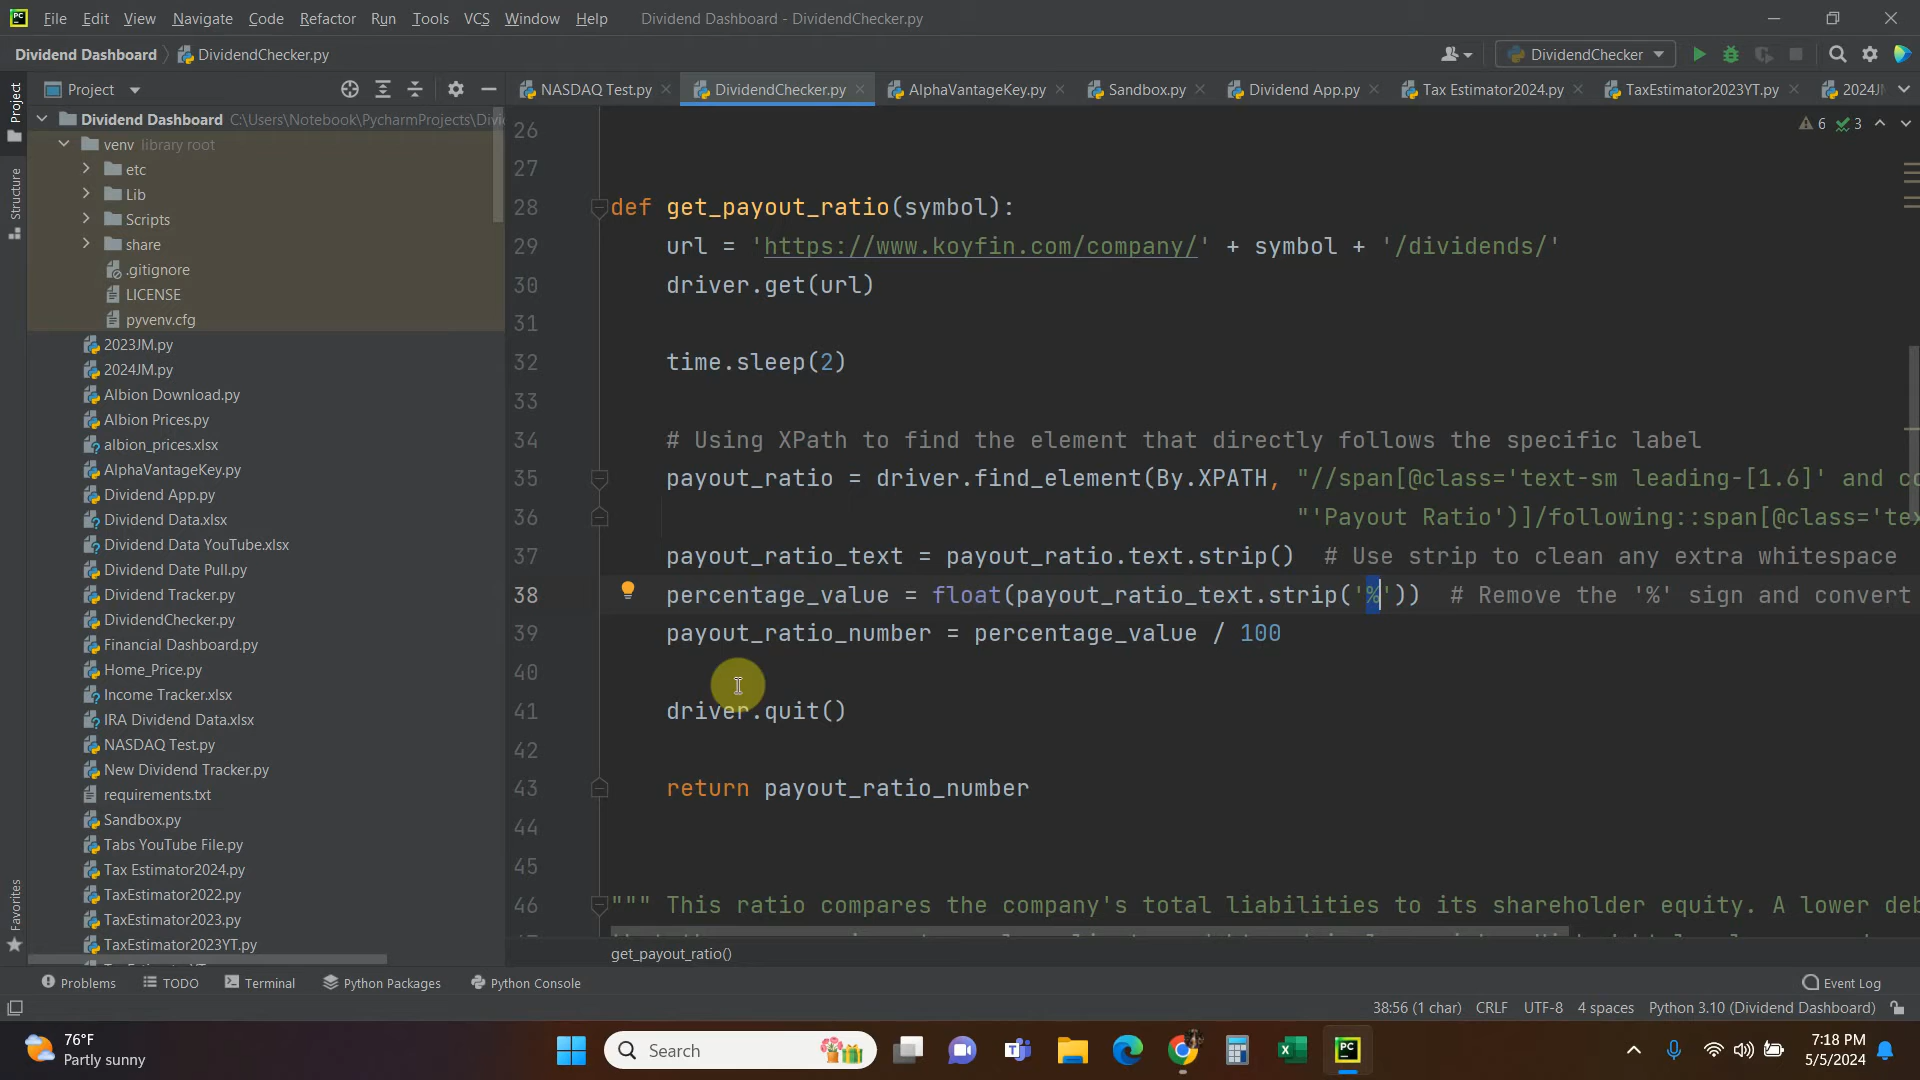 File Edit View Navigate Code Refactor Run Tools VCS Window Help Dividend Dashboard - DividendChecker.py
Dividend Dashboard DividendChecker.py DividendChecker
Project
NASDAQ Test.py DividendChecker.py AlphaVantageKey.py Sandbox.py Dividend App.py Tax Estimator2024.py TaxEstimator2023YT.py 2024J
Project
Structure
Favorites
Dividend Dashboard C:\Users\Notebook\PycharmProjects\Divi
venv library root
etc
Lib
Scripts
share
.gitignore
LICENSE
pyvenv.cfg
2023JM.py
2024JM.py
Albion Download.py
Albion Prices.py
albion_prices.xlsx
AlphaVantageKey.py
Dividend App.py
Dividend Data.xlsx
Dividend Data YouTube.xlsx
Dividend Date Pull.py
Dividend Tracker.py
DividendChecker.py
Financial Dashboard.py
Home_Price.py
Income Tracker.xlsx
IRA Dividend Data.xlsx
NASDAQ Test.py
New Dividend Tracker.py
requirements.txt
Sandbox.py
Tabs YouTube File.py
Tax Estimator2024.py
TaxEstimator2022.py
TaxEstimator2023.py
TaxEstimator2023YT.py
6 3
26
27
28 def get_payout_ratio(symbol):
29 url = 'https://www.koyfin.com/company/' + symbol + '/dividends/'
30 driver.get(url)
31
32 time.sleep(2)
33
34 # Using XPath to find the element that directly follows the specific label
35 payout_ratio = driver.find_element(By.XPATH, "//span[@class='text-sm leading-[1.6]' and co
36 "'Payout Ratio')]/following::span[@class='te
37 payout_ratio_text = payout_ratio.text.strip() # Use strip to clean any extra whitespace
38 percentage_value = float(payout_ratio_text.strip('%')) # Remove the '%' sign and convert
39 payout_ratio_number = percentage_value / 100
40
41 driver.quit()
42
43 return payout_ratio_number
44
45
46 """ This ratio compares the company's total liabilities to its shareholder equity. A lower deb
get_payout_ratio()
Problems TODO Terminal Python Packages Python Console Event Log
38:56 (1 char) CRLF UTF-8 4 spaces Python 3.10 (Dividend Dashboard)
76°F
Partly sunny
Search
7:18 PM
5/5/2024